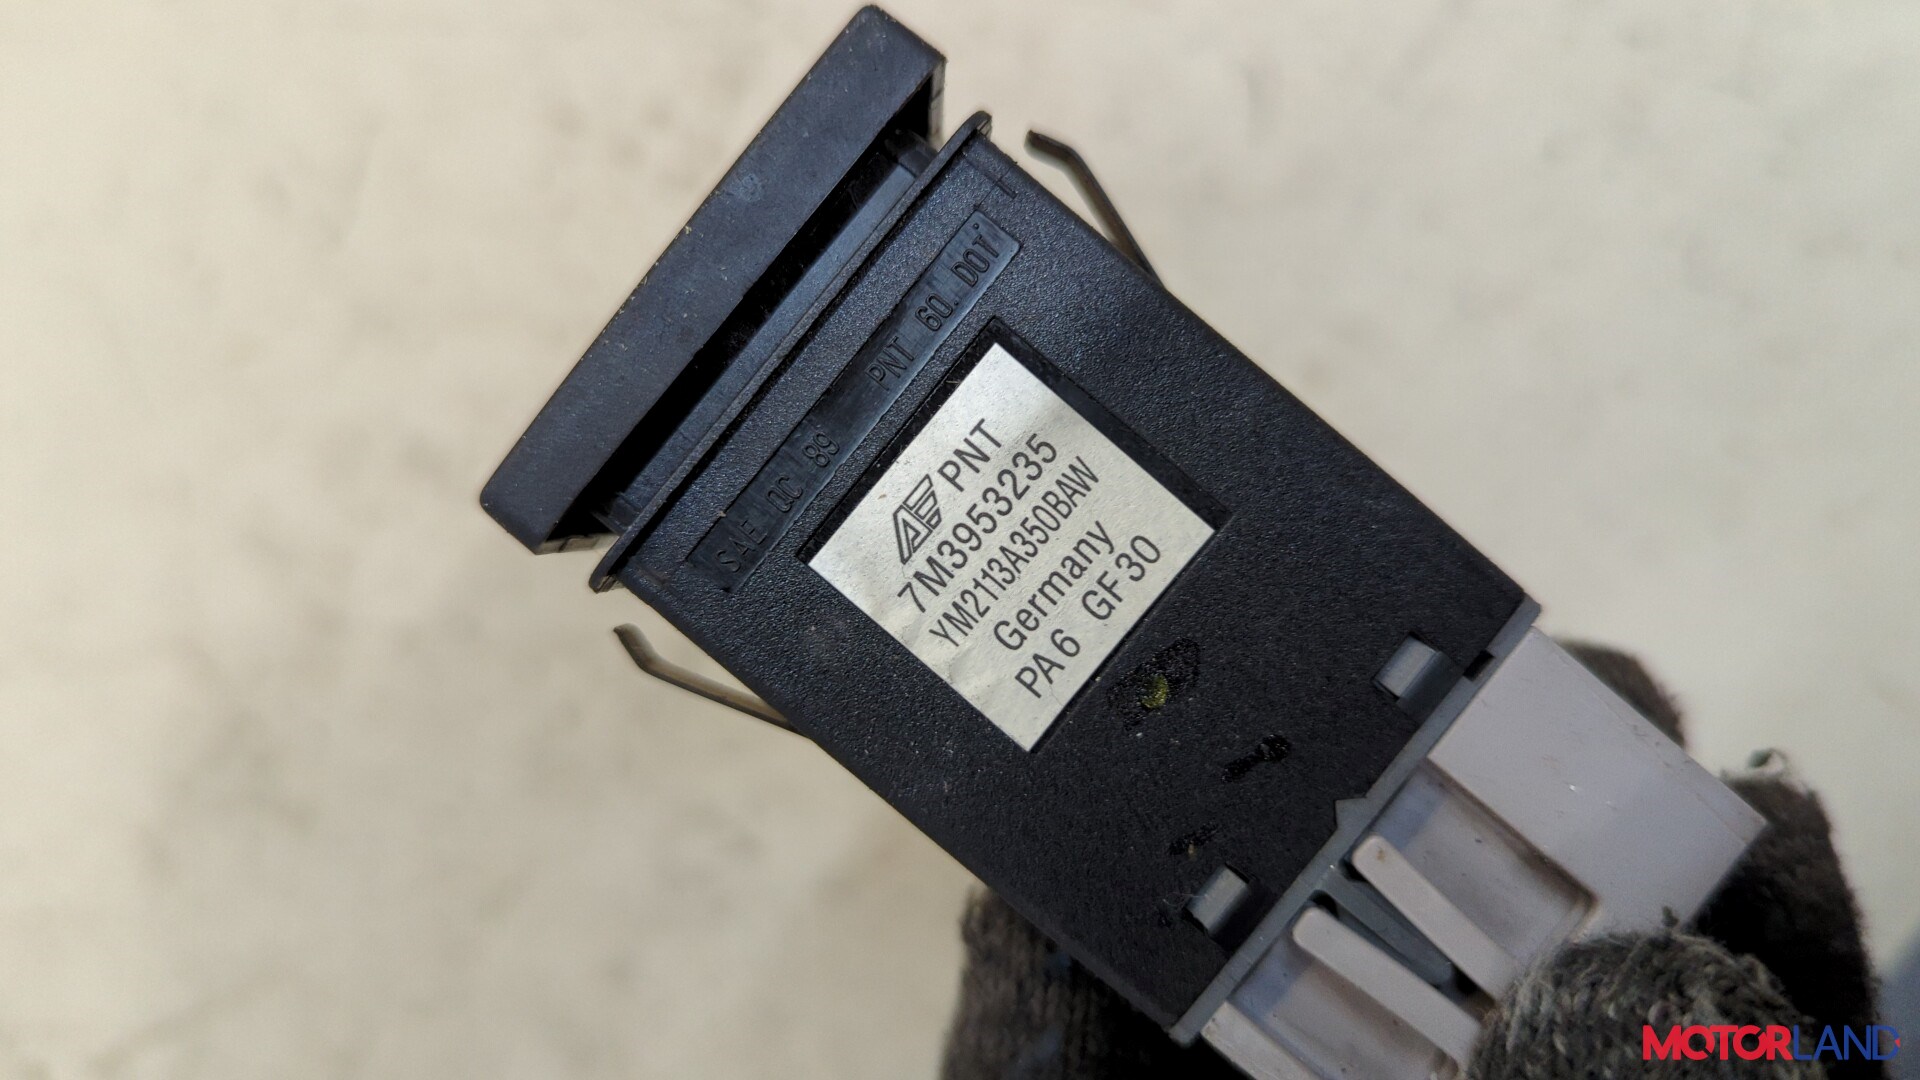 SAE QC 89 PNT 60. DOT
PNT
7M3953235
YM2113A350BAW
Germany
PA6 GF30
MOTORLAND